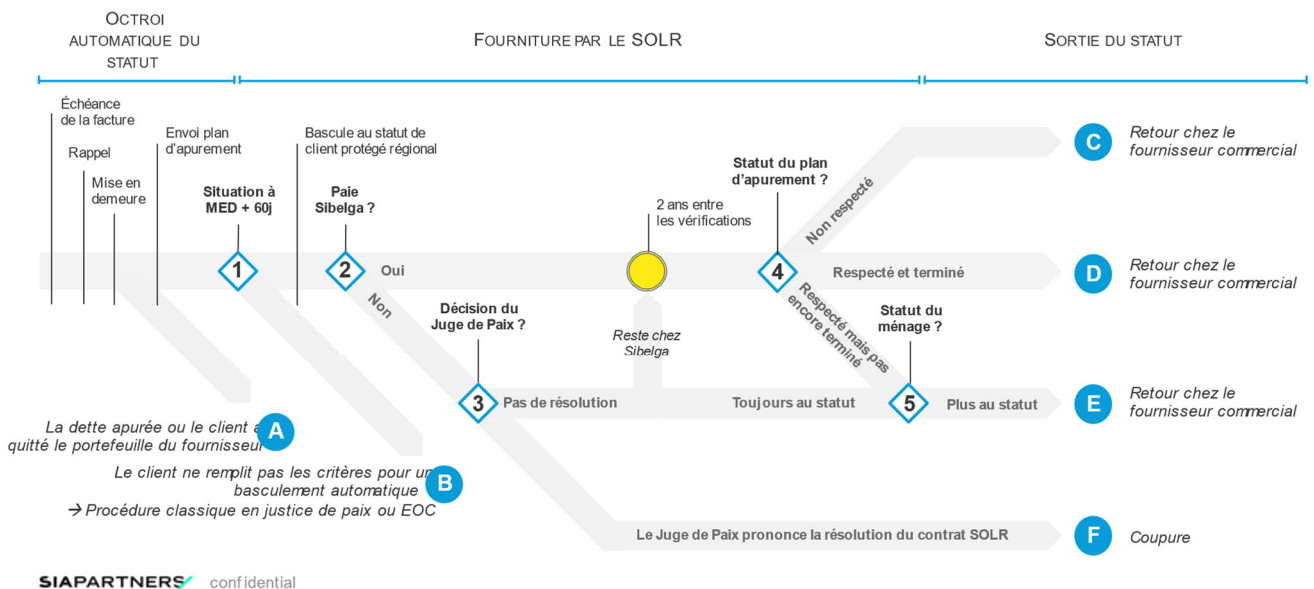 OCTROI
AUTOMATIQUE DU
STATUT
FOURNITURE PAR LE SOLR
SORTIE DU STATUT
Échéance
de la facture
Rappel
Mise en
demeure
Envoi plan
d'apurement
Situation à
MED + 60j
Bascule au statut de
client protégé régional
Paie
Sibelga ?
2 ans entre
les vérifications
Statut du plan
d'apurement ?
Non respecté
C
Retour chez le
fournisseur commercial
1
2
Oui
Non
4
Respecté et terminé
D
Retour chez le
fournisseur commercial
Respecté mais pas
encore terminé
Décision du
Juge de Paix ?
Reste chez
Sibelga
Statut du
ménage ?
3
Pas de résolution
Toujours au statut
5
Plus au statut
E
Retour chez le
fournisseur commercial
La dette apurée ou le client a
quitté le portefeuille du fournisseur
A
Le client ne remplit pas les critères pour un
basculement automatique
→ Procédure classique en justice de paix ou EOC
B
Le Juge de Paix prononce la résolution du contrat SOLR
F
Coupure
SIAPARTNERS confidential